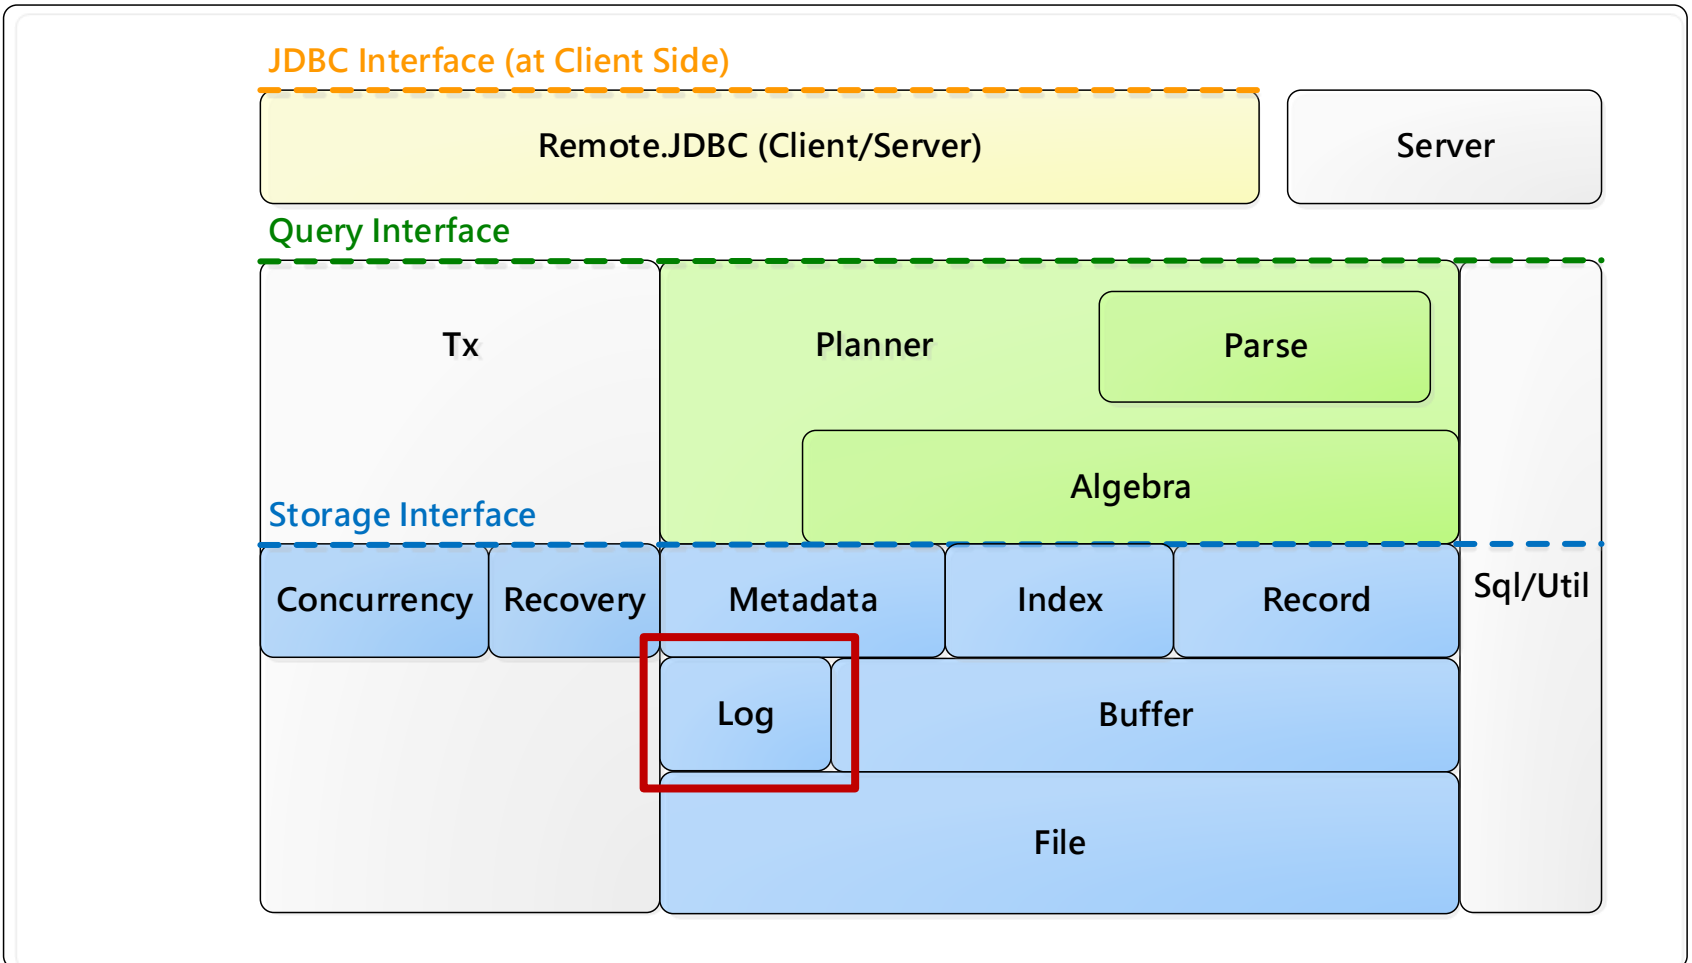 JDBC Interface (at Client Side)
Remote.JDBC (Client/Server)
Server
Query Interface
Tx
Planner
Parse
Algebra
Storage Interface
Concurrency
Recovery
Metadata
Index
Record
Sql/Util
Log
Buffer
File